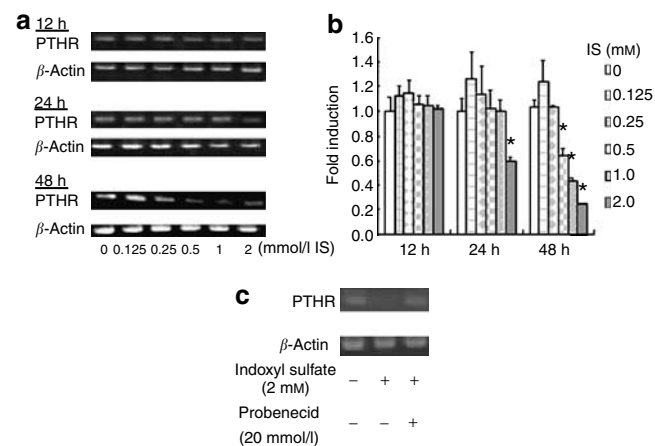 a
12 h
PTHR
β-Actin
24 h
PTHR
β-Actin
48 h
PTHR
β-Actin
0 0.125 0.25 0.5 1 2 (mmol/l IS)
b
Fold induction
1.6
1.4
1.2
1.0
0.8
0.6
0.4
0.2
0.0
* * * *
12 h 24 h 48 h
IS (mM)
0
0.125
0.25
0.5
1.0
2.0
c
PTHR
β-Actin
Indoxyl sulfate
(2 mM)
– + +
Probenecid
(20 mmol/l)
– – +